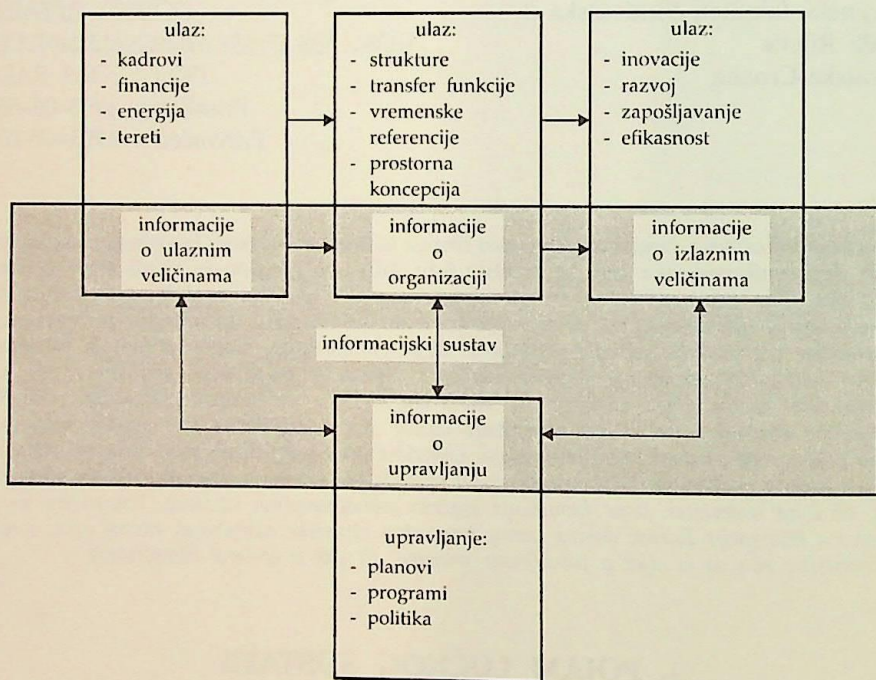 ulaz:
- kadrovi
- financije
- energija
- tereti
ulaz:
- strukture
- transfer funkcije
- vremenske
referencije
- prostorna
koncepcija
ulaz:
- inovacije
- razvoj
- zapošljavanje
- efikasnost
informacije
o ulaznim
veličinama
informacije
o
organizaciji
informacije
o izlaznim
veličinama
informacijski sustav
informacije
o
upravljanju
upravljanje:
- planovi
- programi
- politika